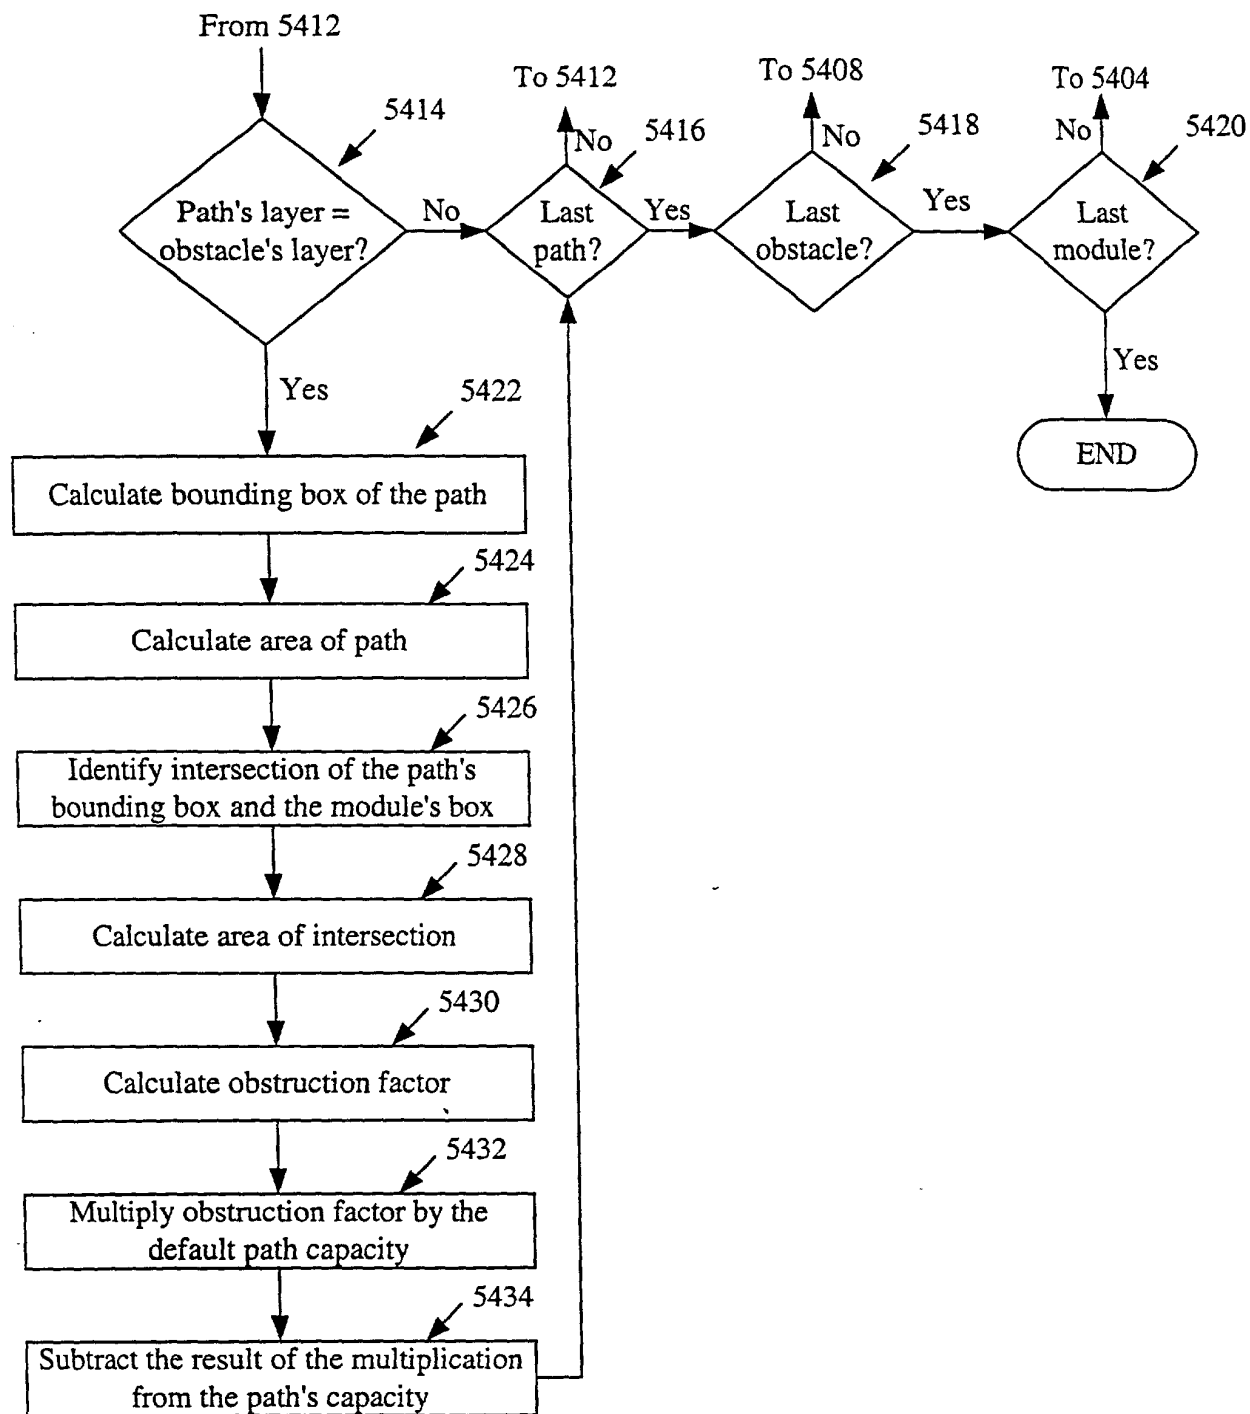 From 5412
To 5412
To 5408
To 5404
5414
5416
5418
5420
No
No
No
Path's layer =
obstacle's layer?
No
Last
path?
Yes
Last
obstacle?
Yes
Last
module?
Yes
Yes
END
5422
Calculate bounding box of the path
5424
Calculate area of path
5426
Identify intersection of the path's
bounding box and the module's box
5428
Calculate area of intersection
5430
Calculate obstruction factor
5432
Multiply obstruction factor by the
default path capacity
5434
Subtract the result of the multiplication
from the path's capacity